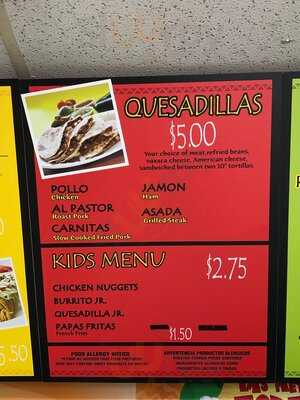 QUESADILLAS
$5.00
Your choice of meat, refried beans,
oaxaca cheese, American cheese,
sandwiched between two 10" tortillas.
POLLO
Chicken
AL PASTOR
Roast Pork
CARNITAS
Slow Cooked Fried Pork
JAMON
Ham
ASADA
Grilled Steak
KIDS MENU
$2.75
CHICKEN NUGGETS
BURRITO JR.
QUESADILLA JR.
PAPAS FRITAS
French Fries
$1.50
FOOD ALLERGY NOTICE
ADVERTENCIA PRODUCTOS ALERGICOS
5.50